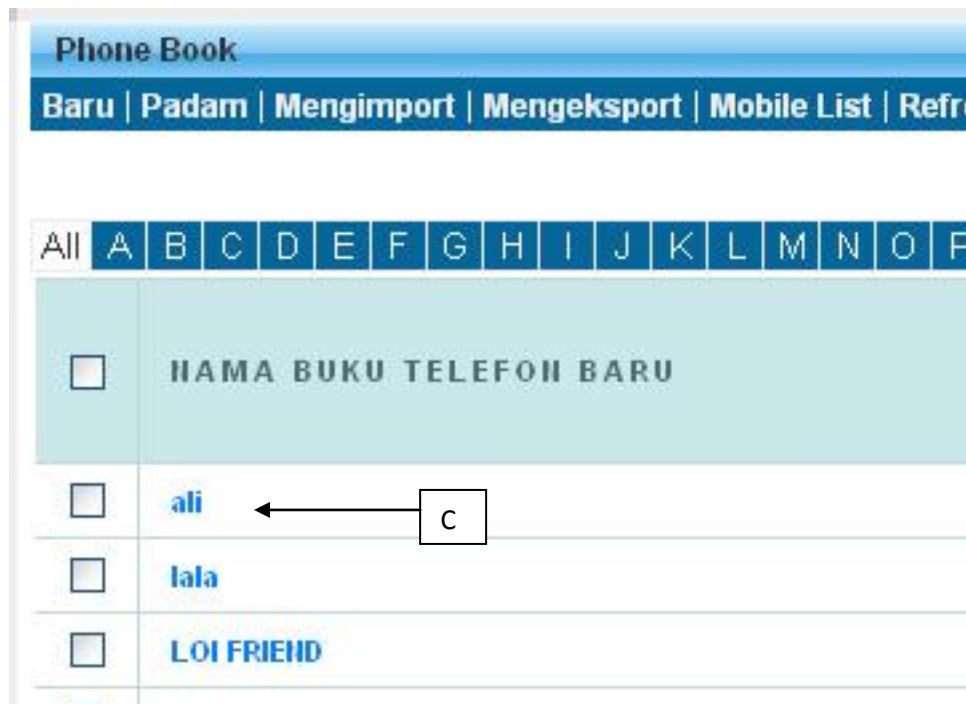 Phone Book
Baru | Padam | Mengimport | Mengeksport | Mobile List |
All A B C D E F G H I J K L M N O
NAMA BUKU TELEFON BARU
ali
C
lala
LOI FRIEND